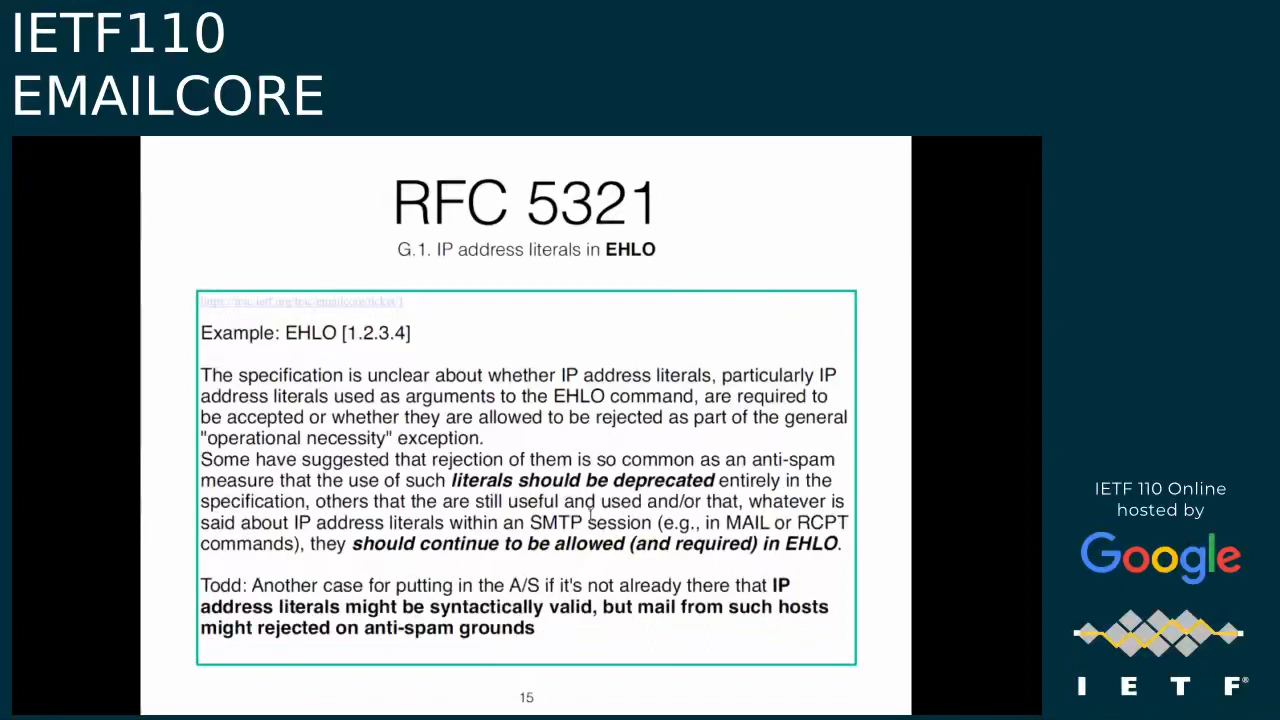 IETF110
EMAILCORE
RFC 5321
G.1. IP address literals in EHLO
https://trac.ietf.org/trac/emailcore/ticket/1
Example: EHLO [1.2.3.4]
The specification is unclear about whether IP address literals, particularly IP
address literals used as arguments to the EHLO command, are required to
be accepted or whether they are allowed to be rejected as part of the general
"operational necessity" exception.
Some have suggested that rejection of them is so common as an anti-spam
measure that the use of such literals should be deprecated entirely in the
specification, others that the are still useful and used and/or that, whatever is
said about IP address literals within an SMTP session (e.g., in MAIL or RCPT
commands), they should continue to be allowed (and required) in EHLO.
Todd: Another case for putting in the A/S if it's not already there that IP
address literals might be syntactically valid, but mail from such hosts
might rejected on anti-spam grounds
15
IETF 110 Online
hosted by
Google
I E T F®